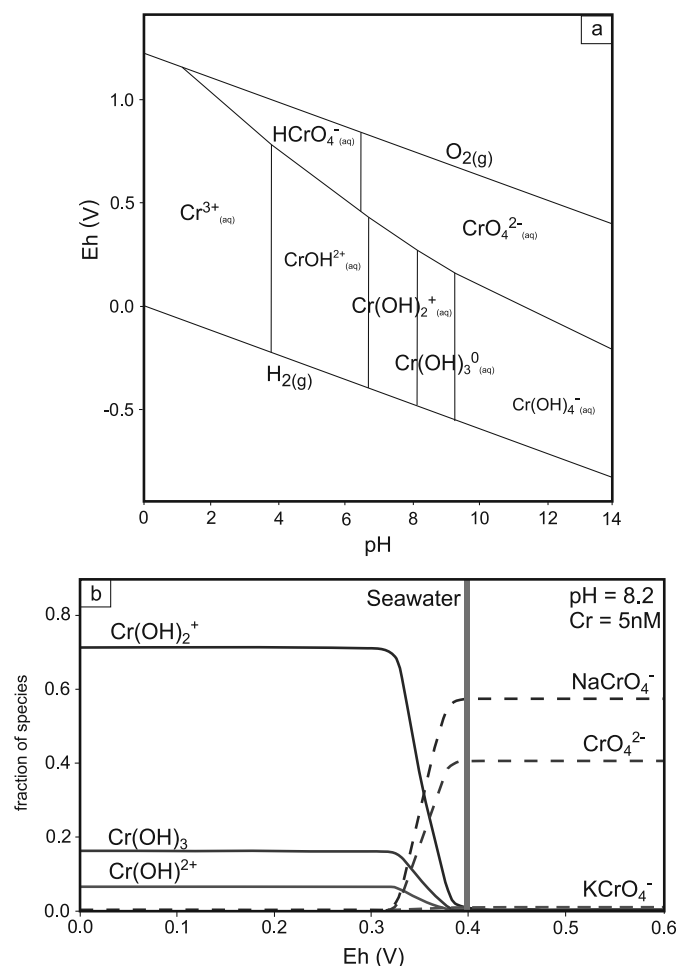 a
1.0
0.5
0.0
-0.5
Eh (V)
HCrO₄⁻(aq)
O₂(g)
Cr³⁺(aq)
CrO₄²⁻(aq)
CrOH²⁺(aq)
Cr(OH)₂⁺(aq)
Cr(OH)₃⁰(aq)
H₂(g)
Cr(OH)₄⁻(aq)
0 2 4 6 8 10 12 14
pH
b
Seawater
pH = 8.2
Cr = 5nM
0.8
0.6
0.4
0.2
0.0
fraction of species
Cr(OH)₂⁺
NaCrO₄⁻
CrO₄²⁻
Cr(OH)₃
Cr(OH)²⁺
KCrO₄⁻
0.0 0.1 0.2 0.3 0.4 0.5 0.6
Eh (V)